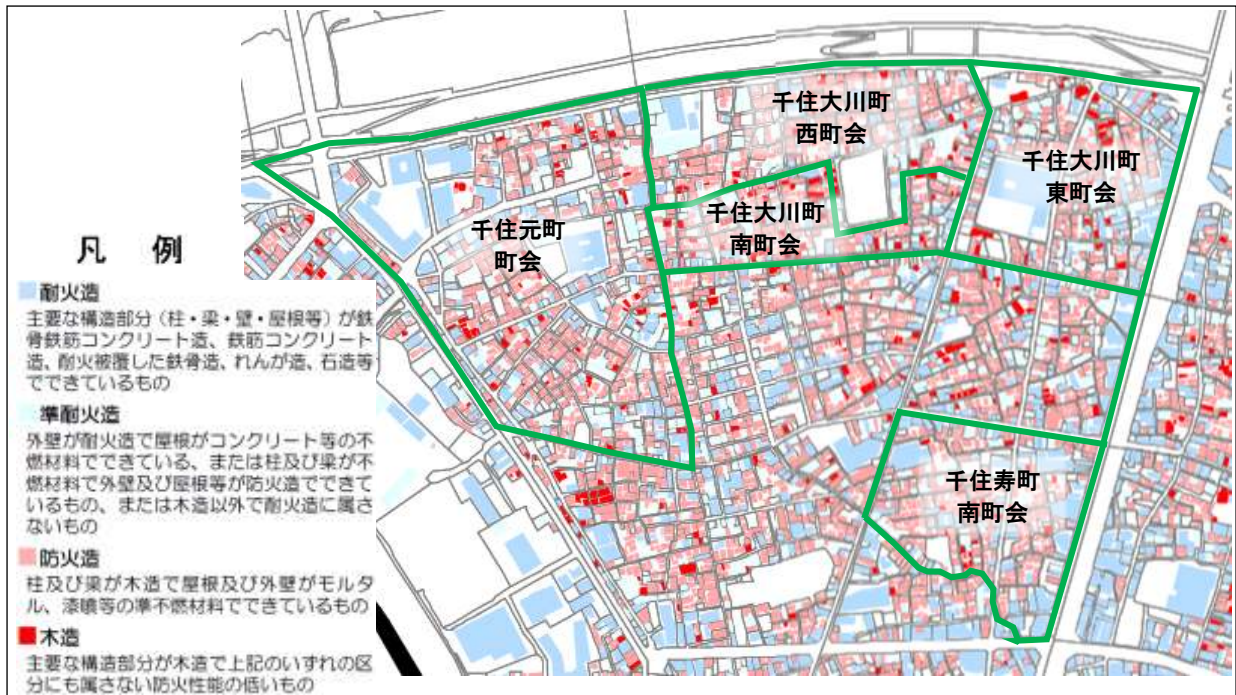 千住大川町
西町会
千住大川町
東町会
千住大川町
南町会
千住元町
町会
千住寿町
南町会
凡 例
耐火造
主要な構造部分（柱・梁・壁・屋根等）が鉄
骨鉄筋コンクリート造、鉄筋コンクリート
造、耐火被覆した鉄骨造、れんが造、石造等
でできているもの
準耐火造
外壁が耐火造で屋根がコンクリート等の不
燃材料でできている、または柱及び梁が不
燃材料で外壁及び屋根等が防火造でできて
いるもの、または木造以外で耐火造に属さ
ないもの
防火造
柱及び梁が木造で屋根及び外壁がモルタ
ル、漆喰等の準不燃材料でできているもの
木造
主要な構造部分が木造で上記のいずれの区
分にも属さない防火性能の低いもの